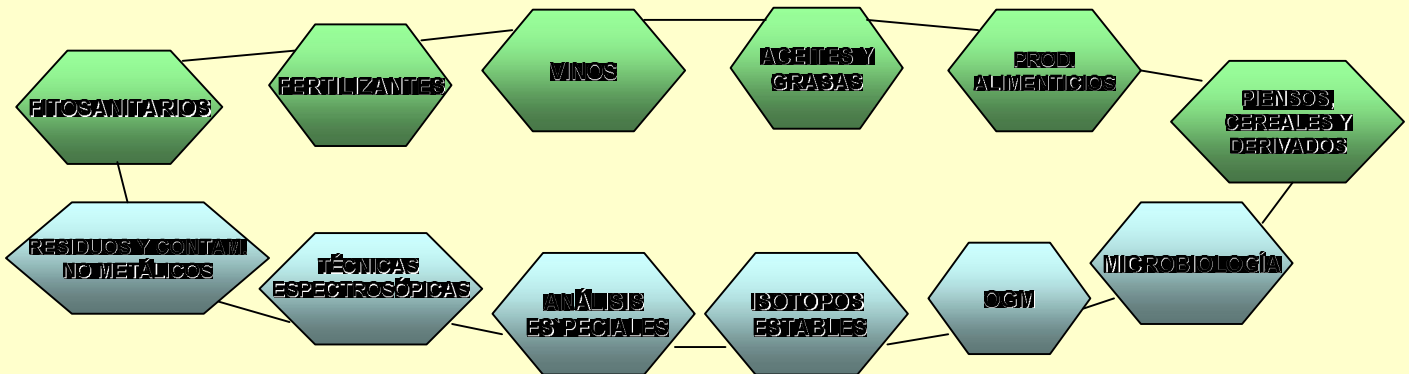 FITOSANITARIOS
FERTILIZANTES
VINOS
ACEITES Y
GRASAS
PROD.
ALIMENTICIOS
PIENSOS,
CEREALES Y
DERIVADOS
RESIDUOS Y CONTAM.
NO METÁLICOS
TÉCNICAS
ESPECTROSÓPICAS
ANÁLISIS
ESPECIALES
ISOTOPOS
ESTABLES
OGM
MICROBIOLOGÍA